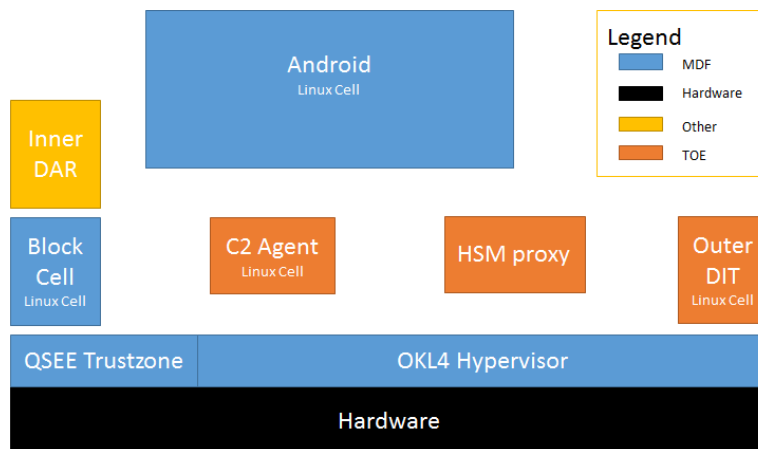 Android
Linux Cell
Legend
MDF
Hardware
Other
TOE
Inner
DAR
Block
Cell
Linux Cell
C2 Agent
Linux Cell
HSM proxy
Outer
DIT
Linux Cell
QSEE Trustzone
OKL4 Hypervisor
Hardware